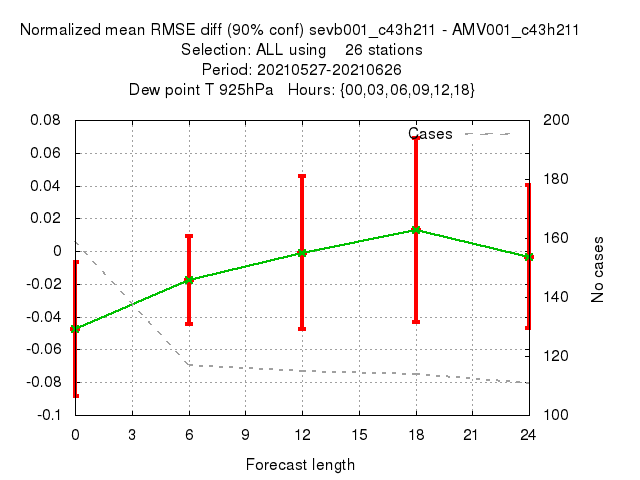 Normalized mean RMSE diff (90% conf) sevb001_c43h211 - AMV001_c43h211
Selection: ALL using    26 stations
Period: 20210527-20210626
Dew point T 925hPa   Hours: {00,03,06,09,12,18}
Cases
0.08
0.06
0.04
0.02
0
-0.02
-0.04
-0.06
-0.08
-0.1
200
180
160
140
120
100
No cases
0 3 6 9 12 15 18 21 24
Forecast length